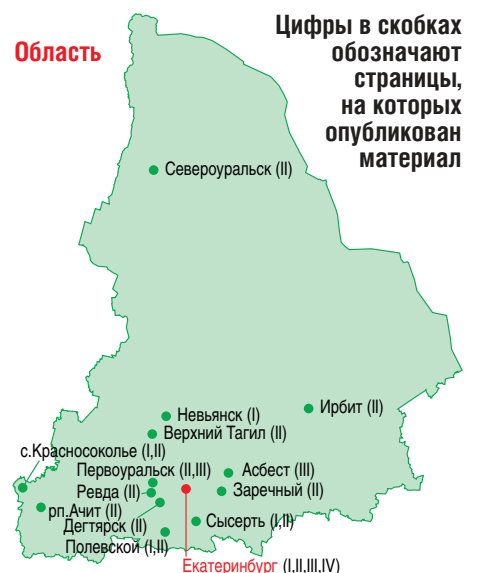 Область
Цифры в скобках
обозначают
страницы,
на которых
опубликован
материал
Североуральск (II)
Ирбит (II)
Невьянск (I)
Верхний Тагил (II)
с.Красносоколье (I,II)
Первоуральск (II,III)
Асбест (III)
Ревда (II)
Заречный (II)
рп.Ачит (II)
Дегтярск (II)
Сысерть (I,II)
Полевской (I,II)
Екатеринбург (I,II,III,IV)